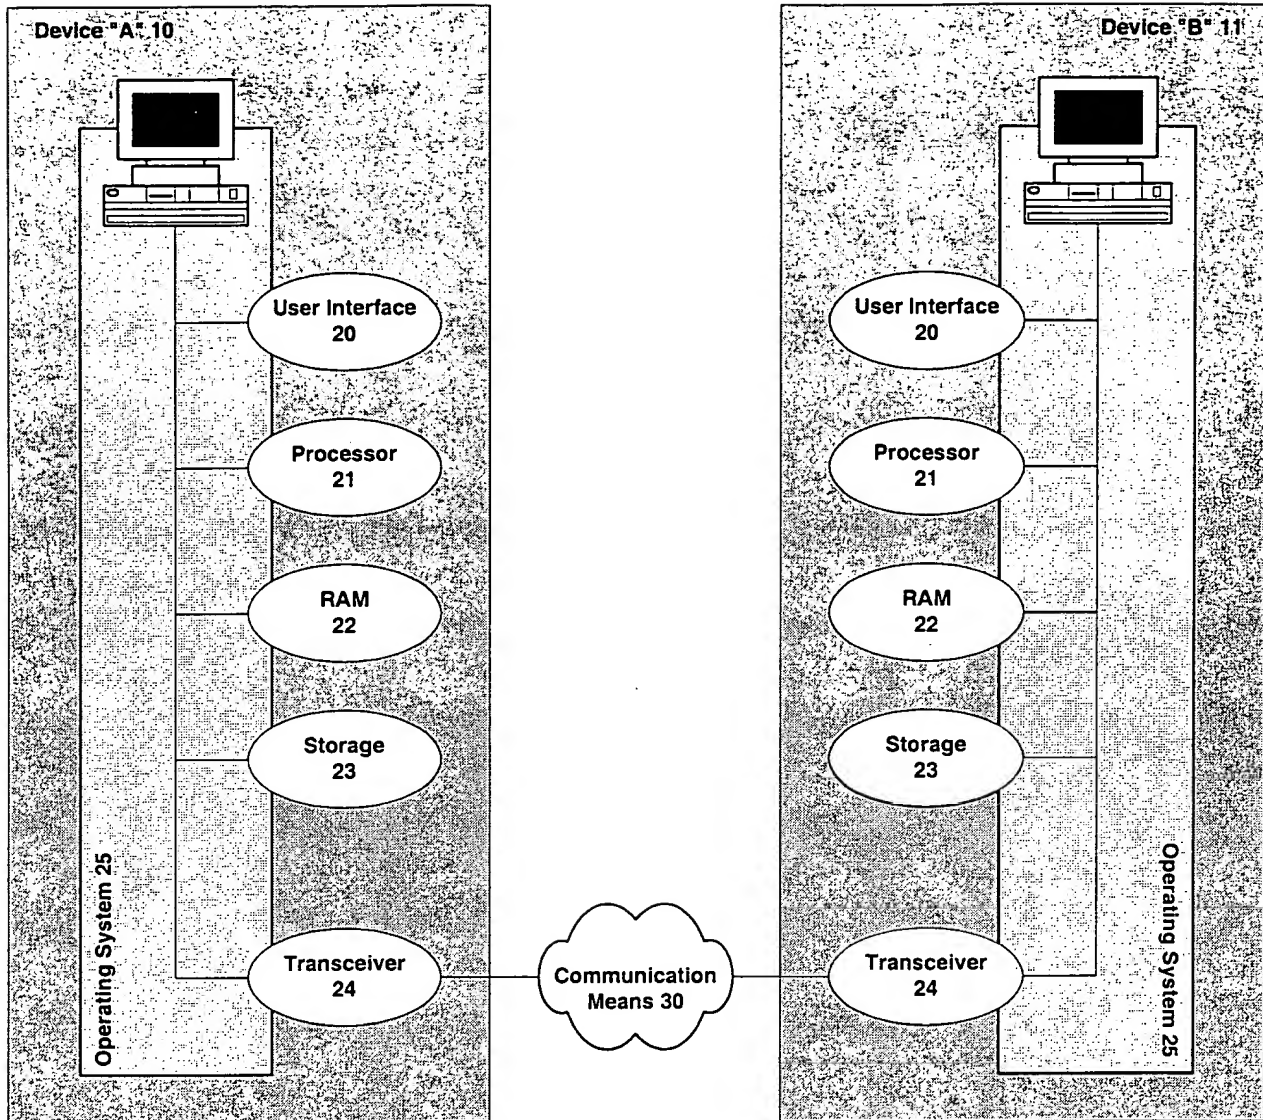 Device "A" 10
User Interface
20
Processor
21
RAM
22
Storage
23
Transceiver
24
Operating System 25
Communication
Means 30
Device "B" 11
User Interface
20
Processor
21
RAM
22
Storage
23
Transceiver
24
Operating System 25